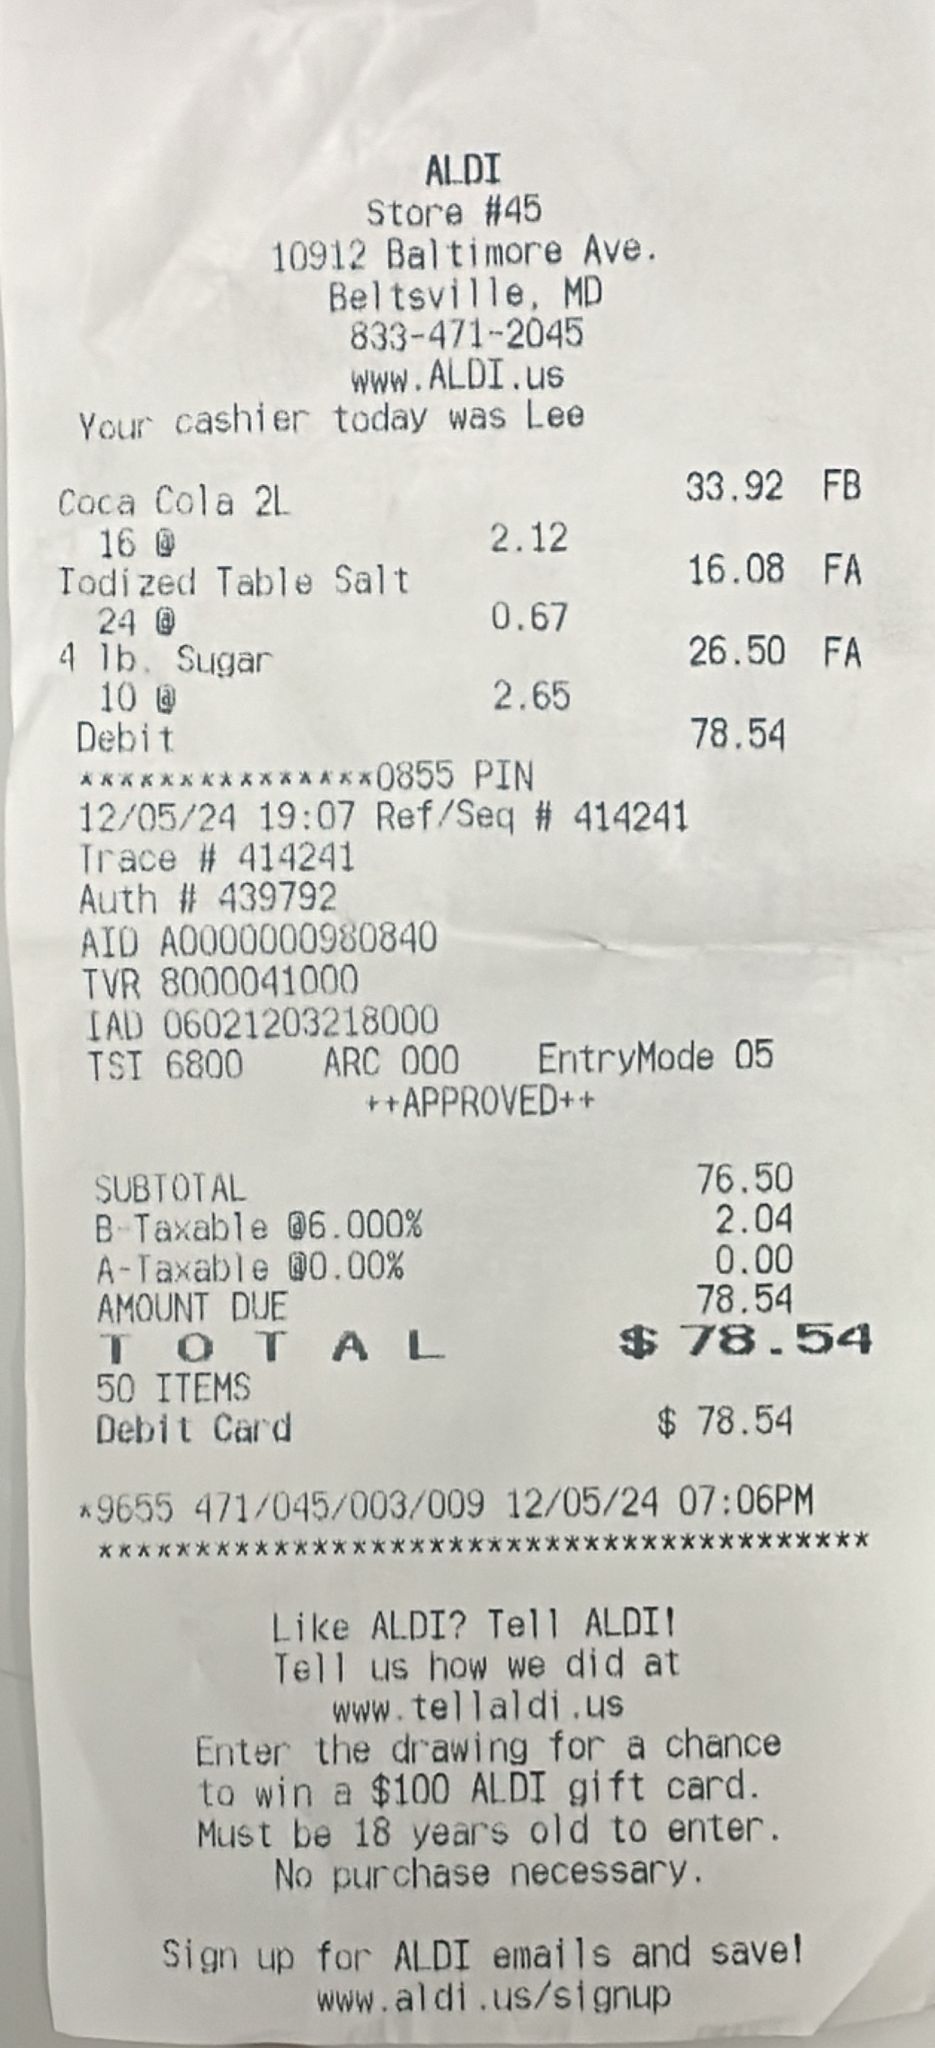 ALDI
Store #45
10912 Baltimore Ave.
Beltsville, MD
833-471-2045
www.ALDI.us
Your cashier today was Lee
Coca Cola 2L 33.92 FB
16 @ 2.12
Iodized Table Salt 16.08 FA
24 @ 0.67
4 lb. Sugar 26.50 FA
10 @ 2.65
Debit 78.54
***************0855 PIN
12/05/24 19:07 Ref/Seq # 414241
Trace # 414241
Auth # 439792
AID A0000000980840
TVR 8000041000
IAD 06021203218000
TSI 6800 ARC 000 EntryMode 05
++APPROVED++
SUBTOTAL 76.50
B-Taxable @6.000% 2.04
A-Taxable @0.00% 0.00
AMOUNT DUE 78.54
T O T A L $ 78.54
50 ITEMS
Debit Card $ 78.54
*9655 471/045/003/009 12/05/24 07:06PM
***************************************
Like ALDI? Tell ALDI!
Tell us how we did at
www.tellaldi.us
Enter the drawing for a chance
to win a $100 ALDI gift card.
Must be 18 years old to enter.
No purchase necessary.
Sign up for ALDI emails and save!
www.aldi.us/signup